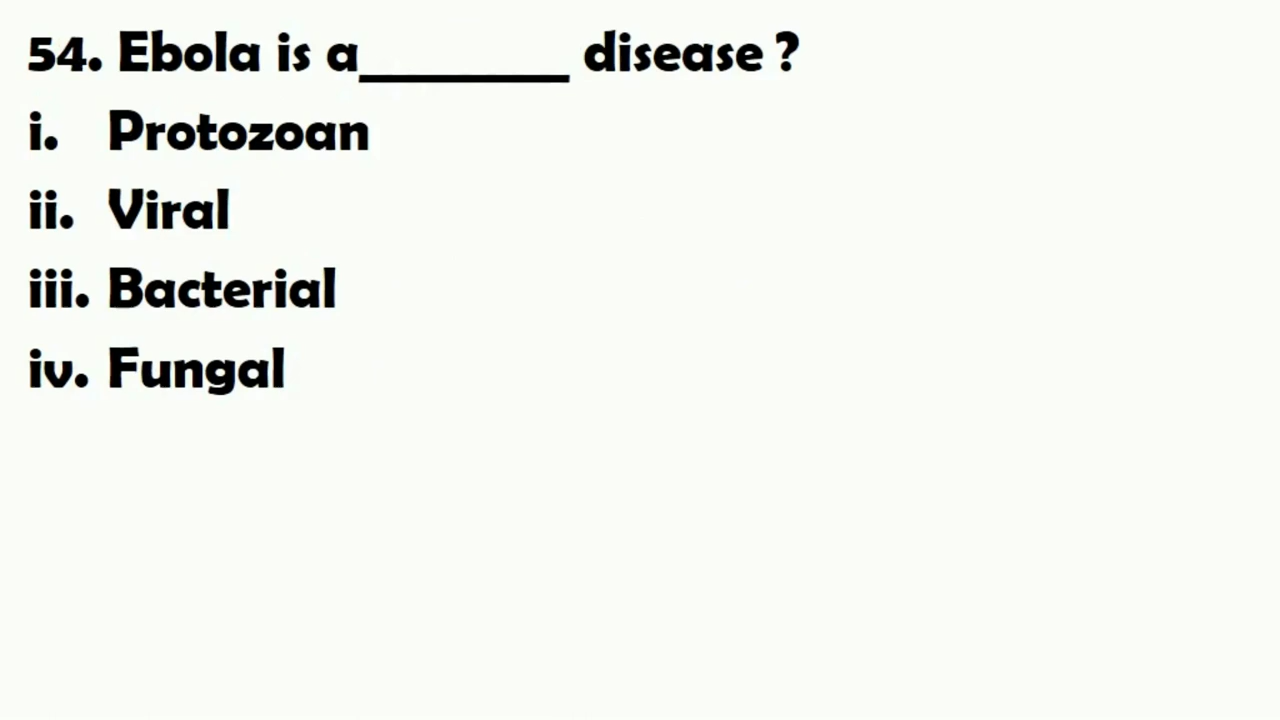 54. Ebola is a________ disease ?
i. Protozoan
ii. Viral
iii. Bacterial
iv. Fungal